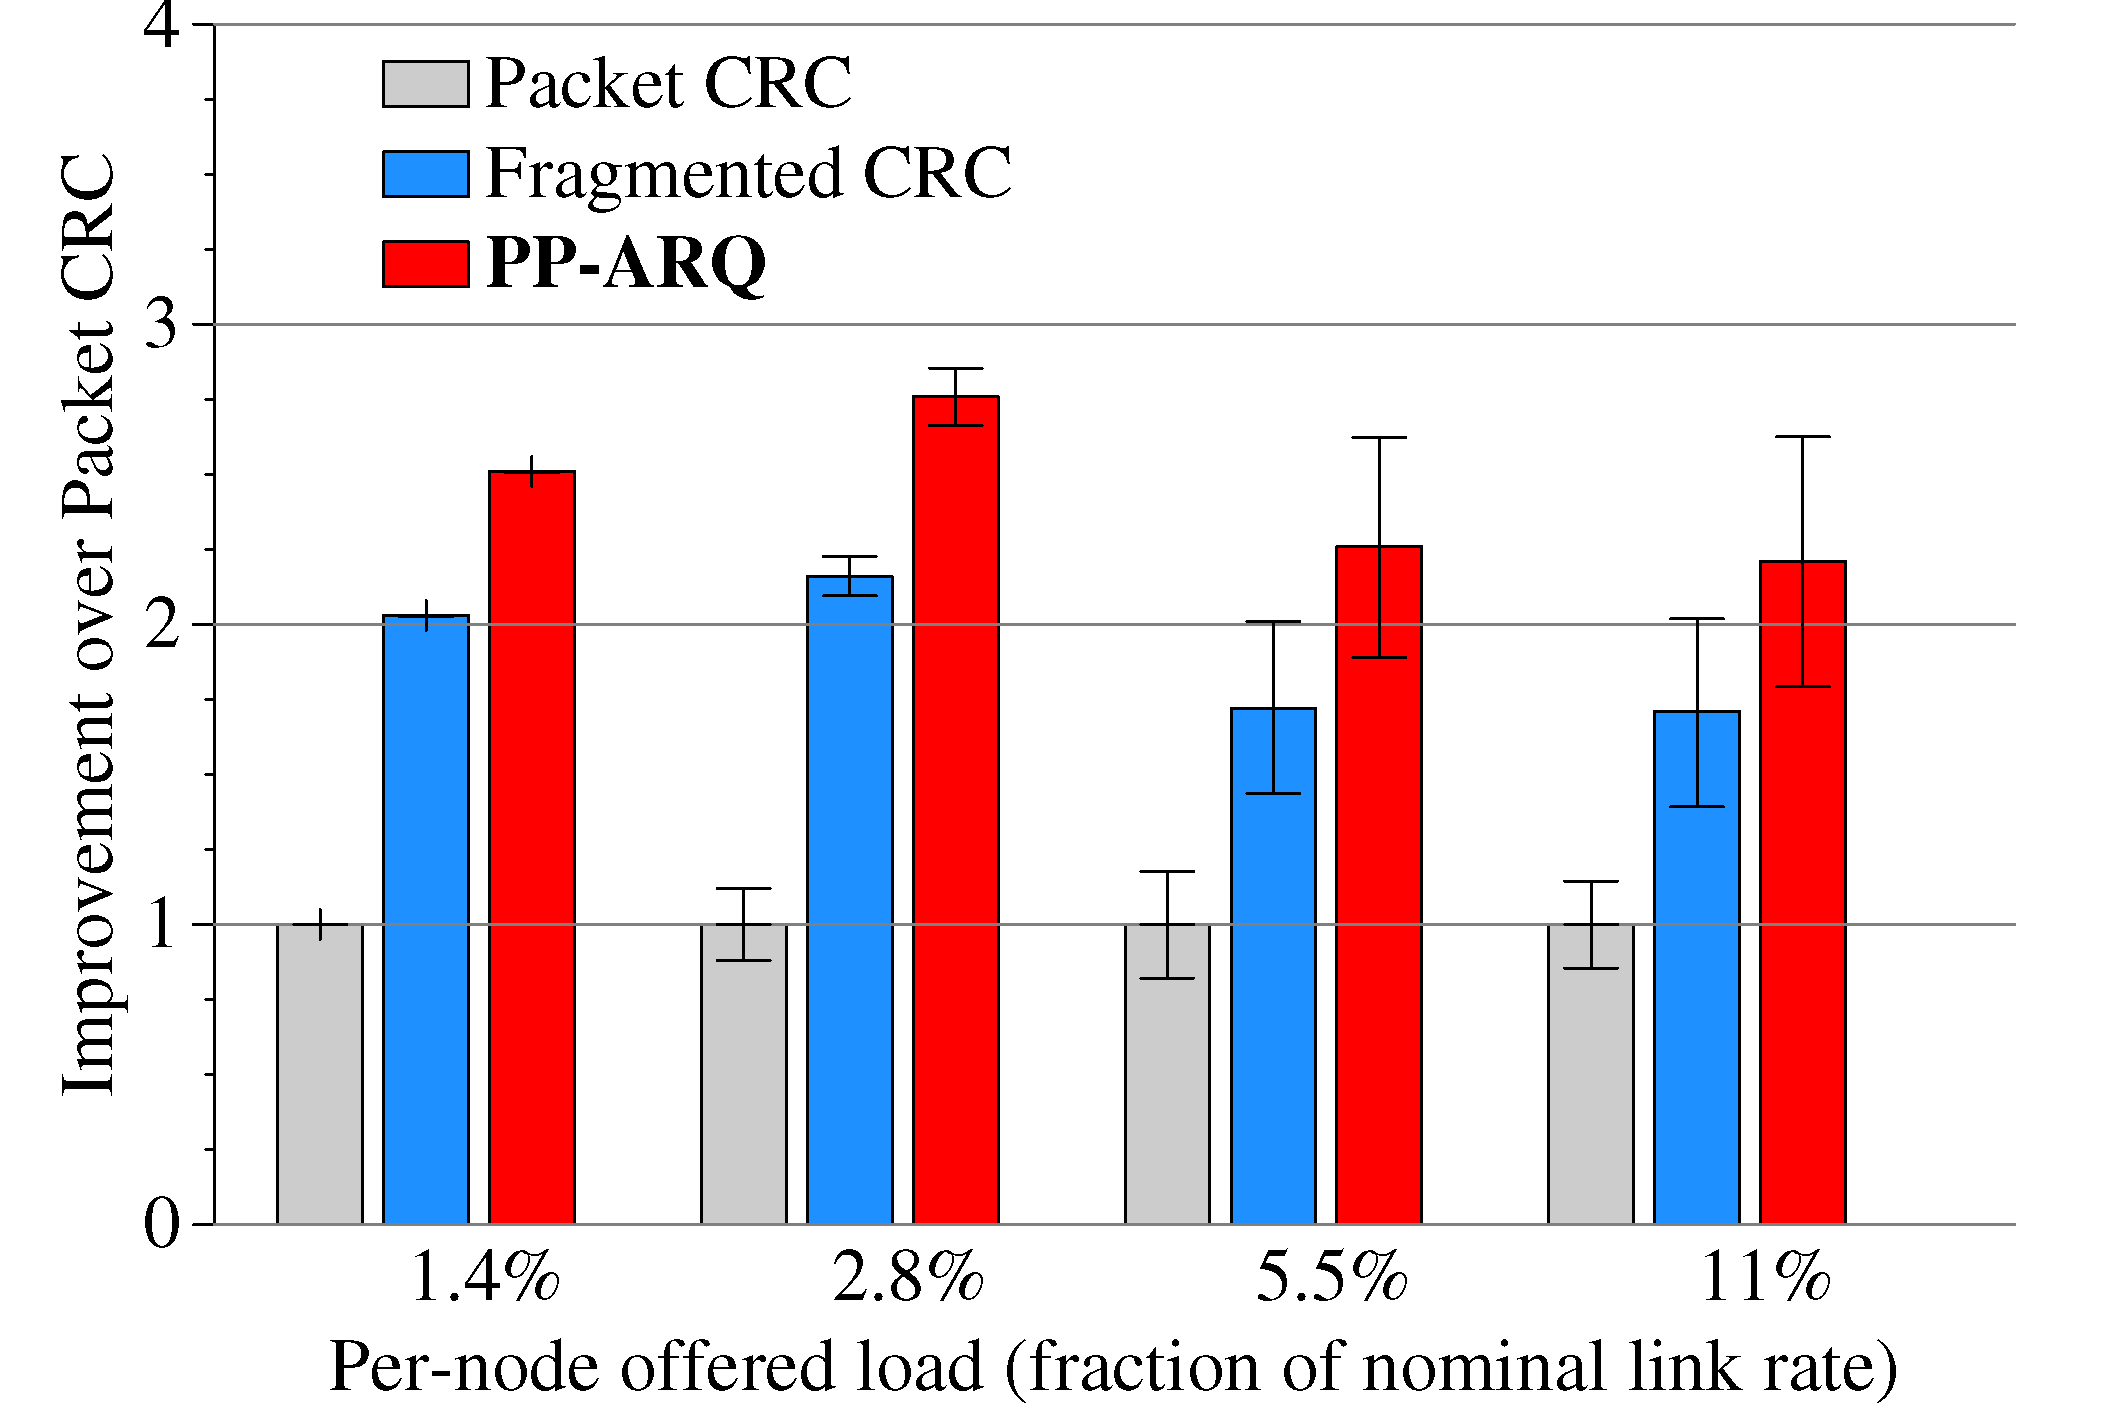 4
3
2
1
0
Improvement over Packet CRC
Packet CRC
Fragmented CRC
PP-ARQ
1.4% 2.8% 5.5% 11%
Per-node offered load (fraction of nominal link rate)